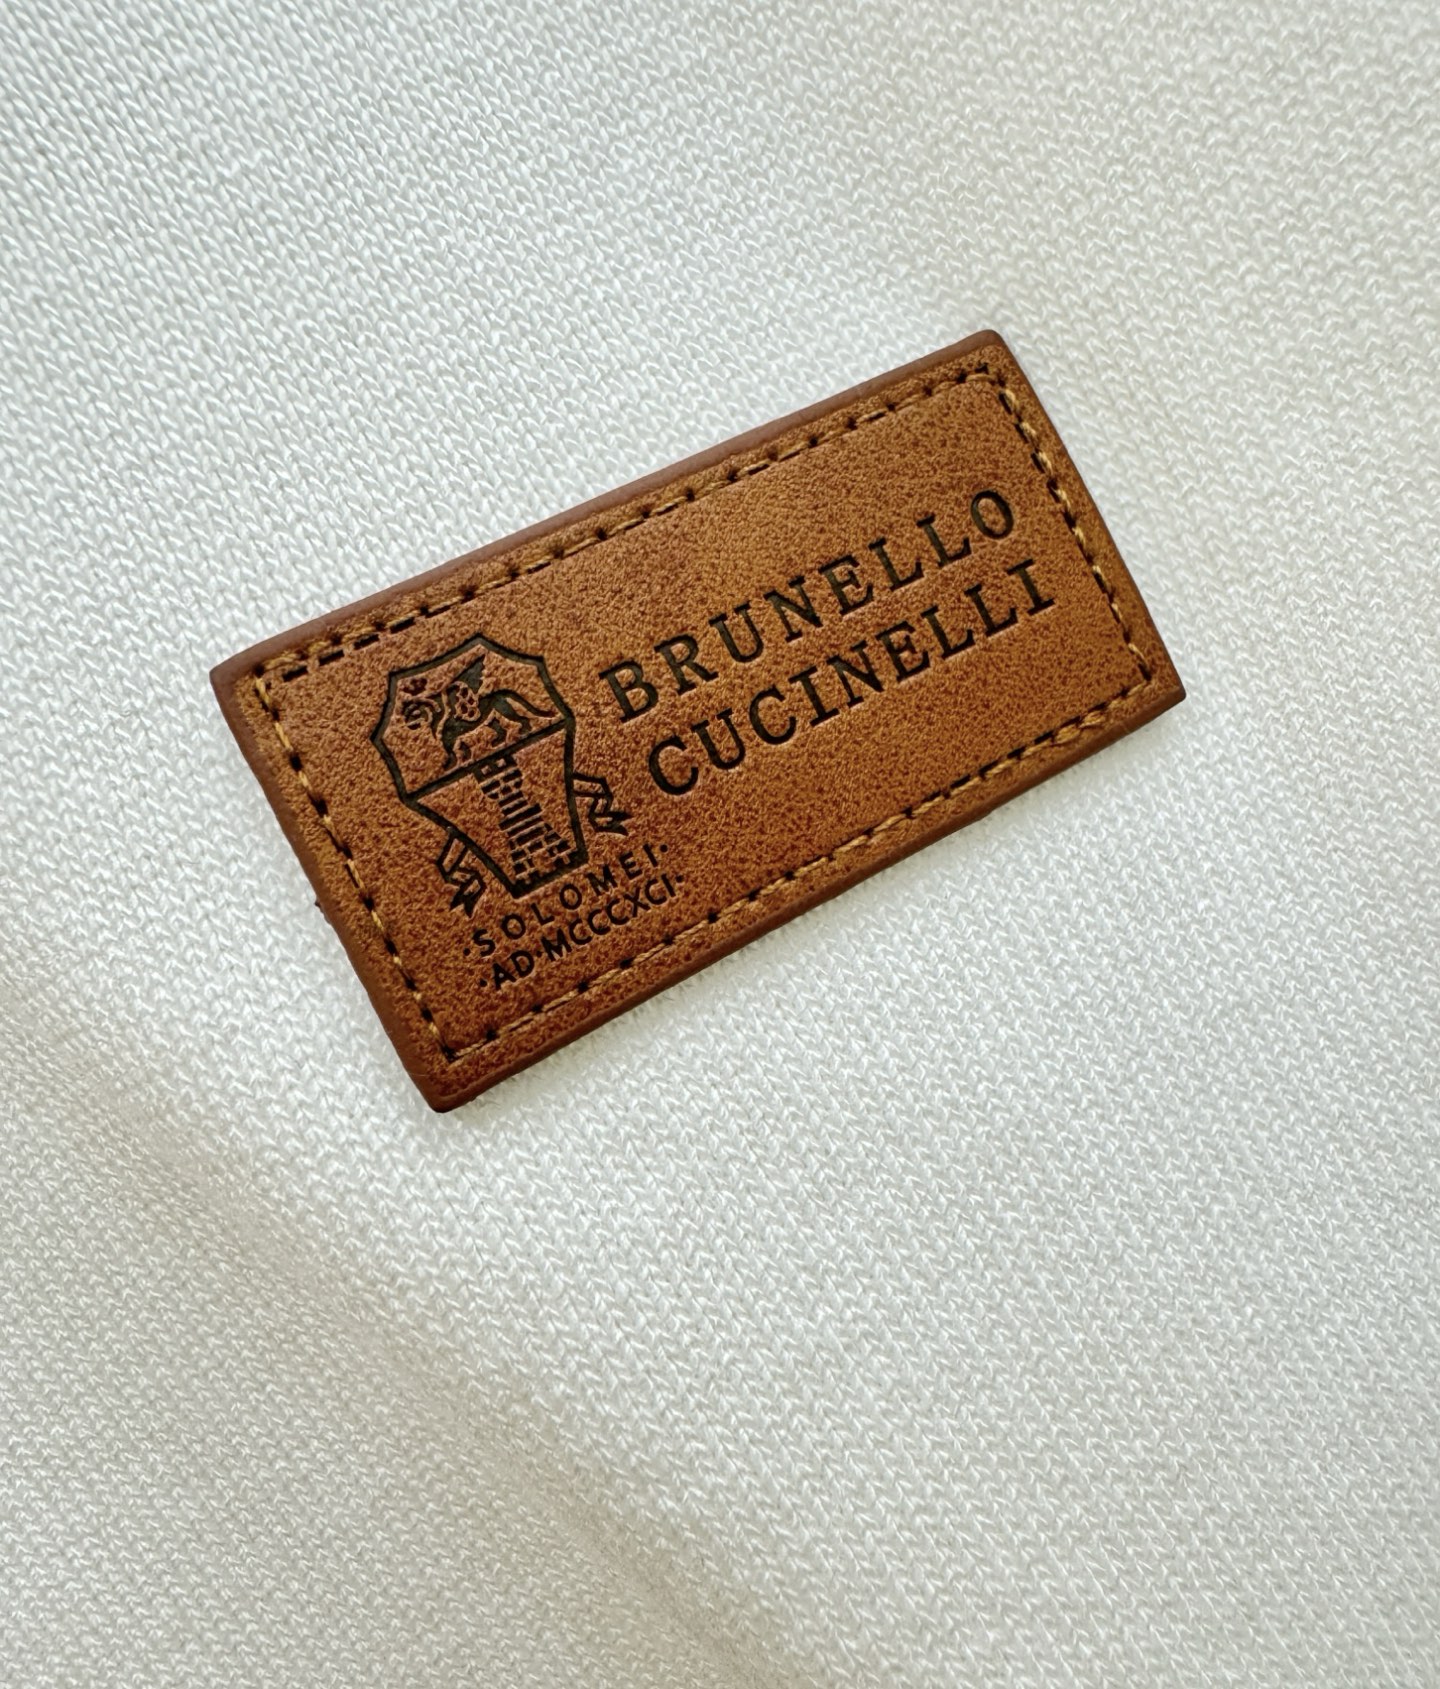 BRUNELLO
CUCINELLI
·SOLOMEI·
·AD·MCCCXCI·